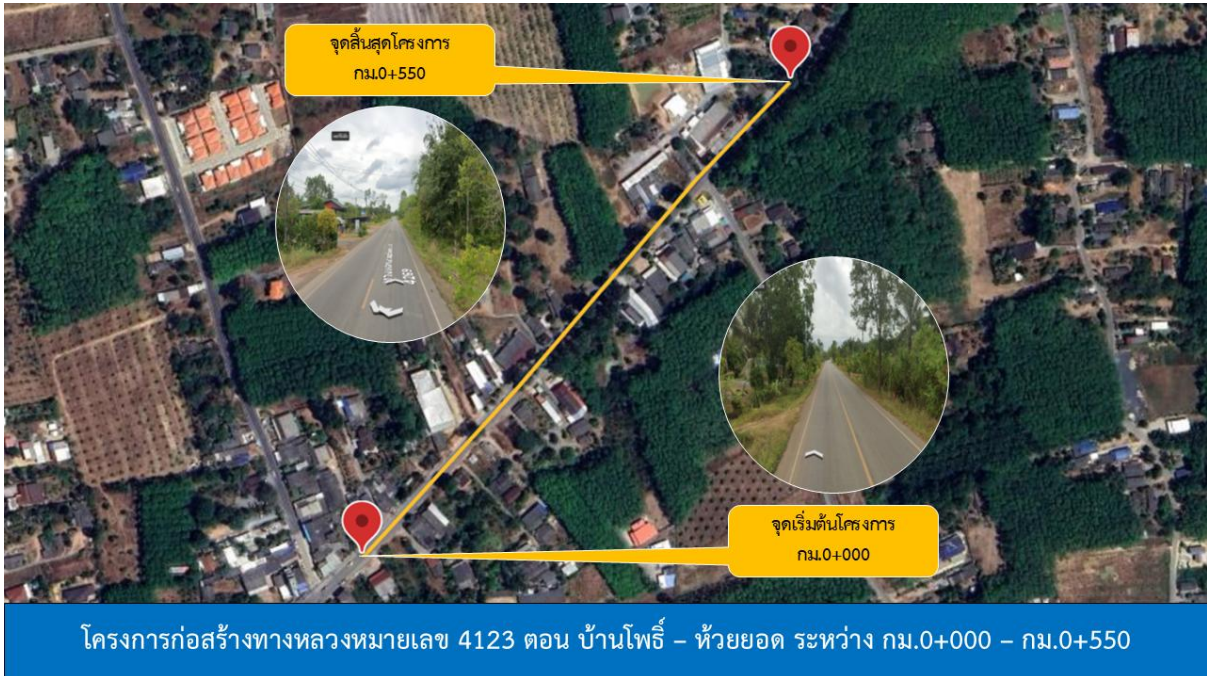 จุดสิ้นสุดโครงการ
กม.0+550
จุดเริ่มต้นโครงการ
กม.0+000
โครงการก่อสร้างทางหลวงหมายเลข 4123 ตอน บ้านโพธิ์ – ห้วยยอด ระหว่าง กม.0+000 – กม.0+550